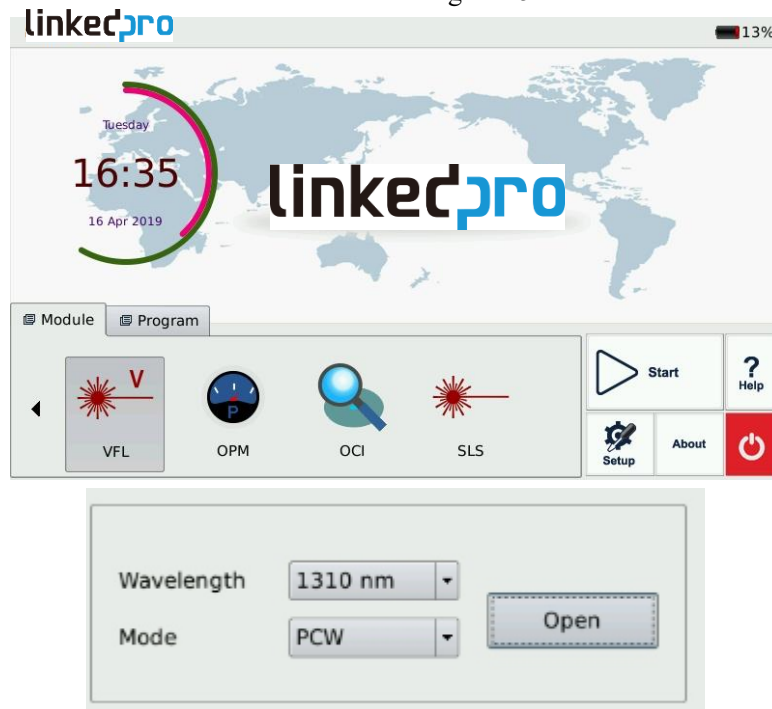 linkedpro
13%
Tuesday
16:35
16 Apr 2019
linkedpro
Module
Program
V
P
VFL
OPM
OCI
SLS
Start
?
Help
Setup
About
Wavelength
1310 nm
Mode
PCW
Open